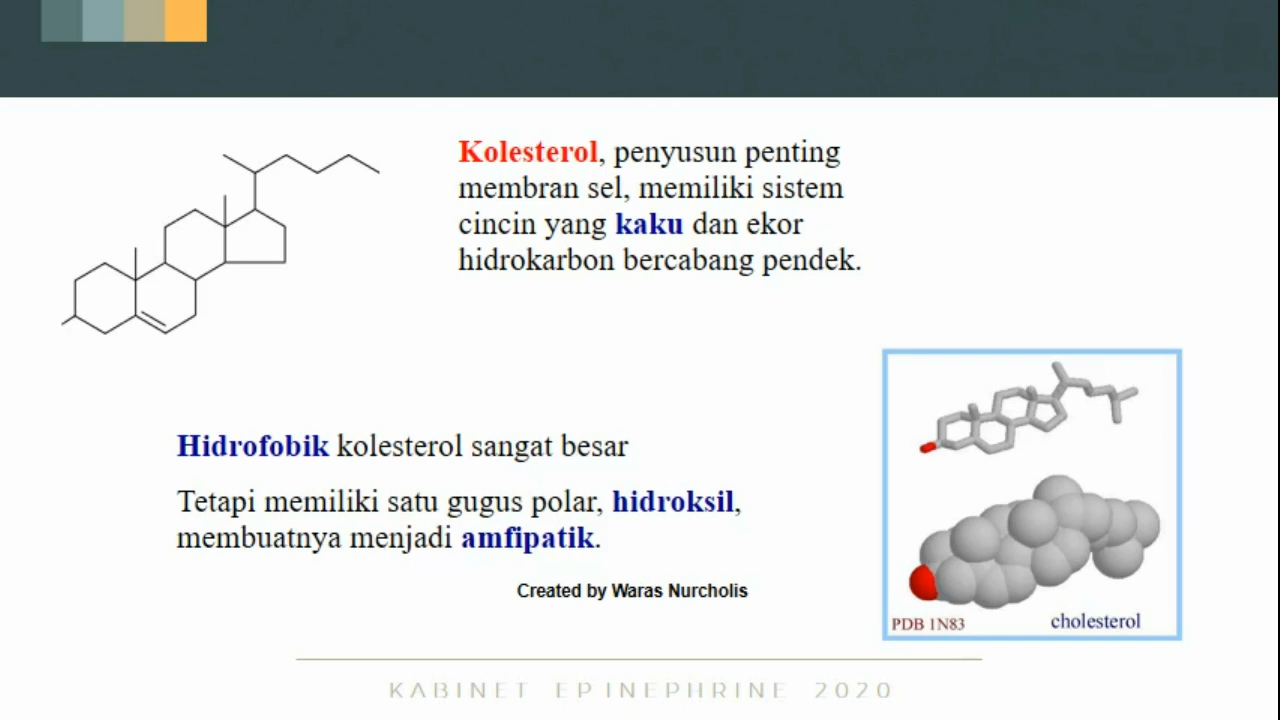 Kolesterol, penyusun penting
membran sel, memiliki sistem
cincin yang kaku dan ekor
hidrokarbon bercabang pendek.
Hidrofobik kolesterol sangat besar
Tetapi memiliki satu gugus polar, hidroksil,
membuatnya menjadi amfipatik.
Created by Waras Nurcholis
PDB 1N83
cholesterol
KABINET EPINEPHRINE 2020